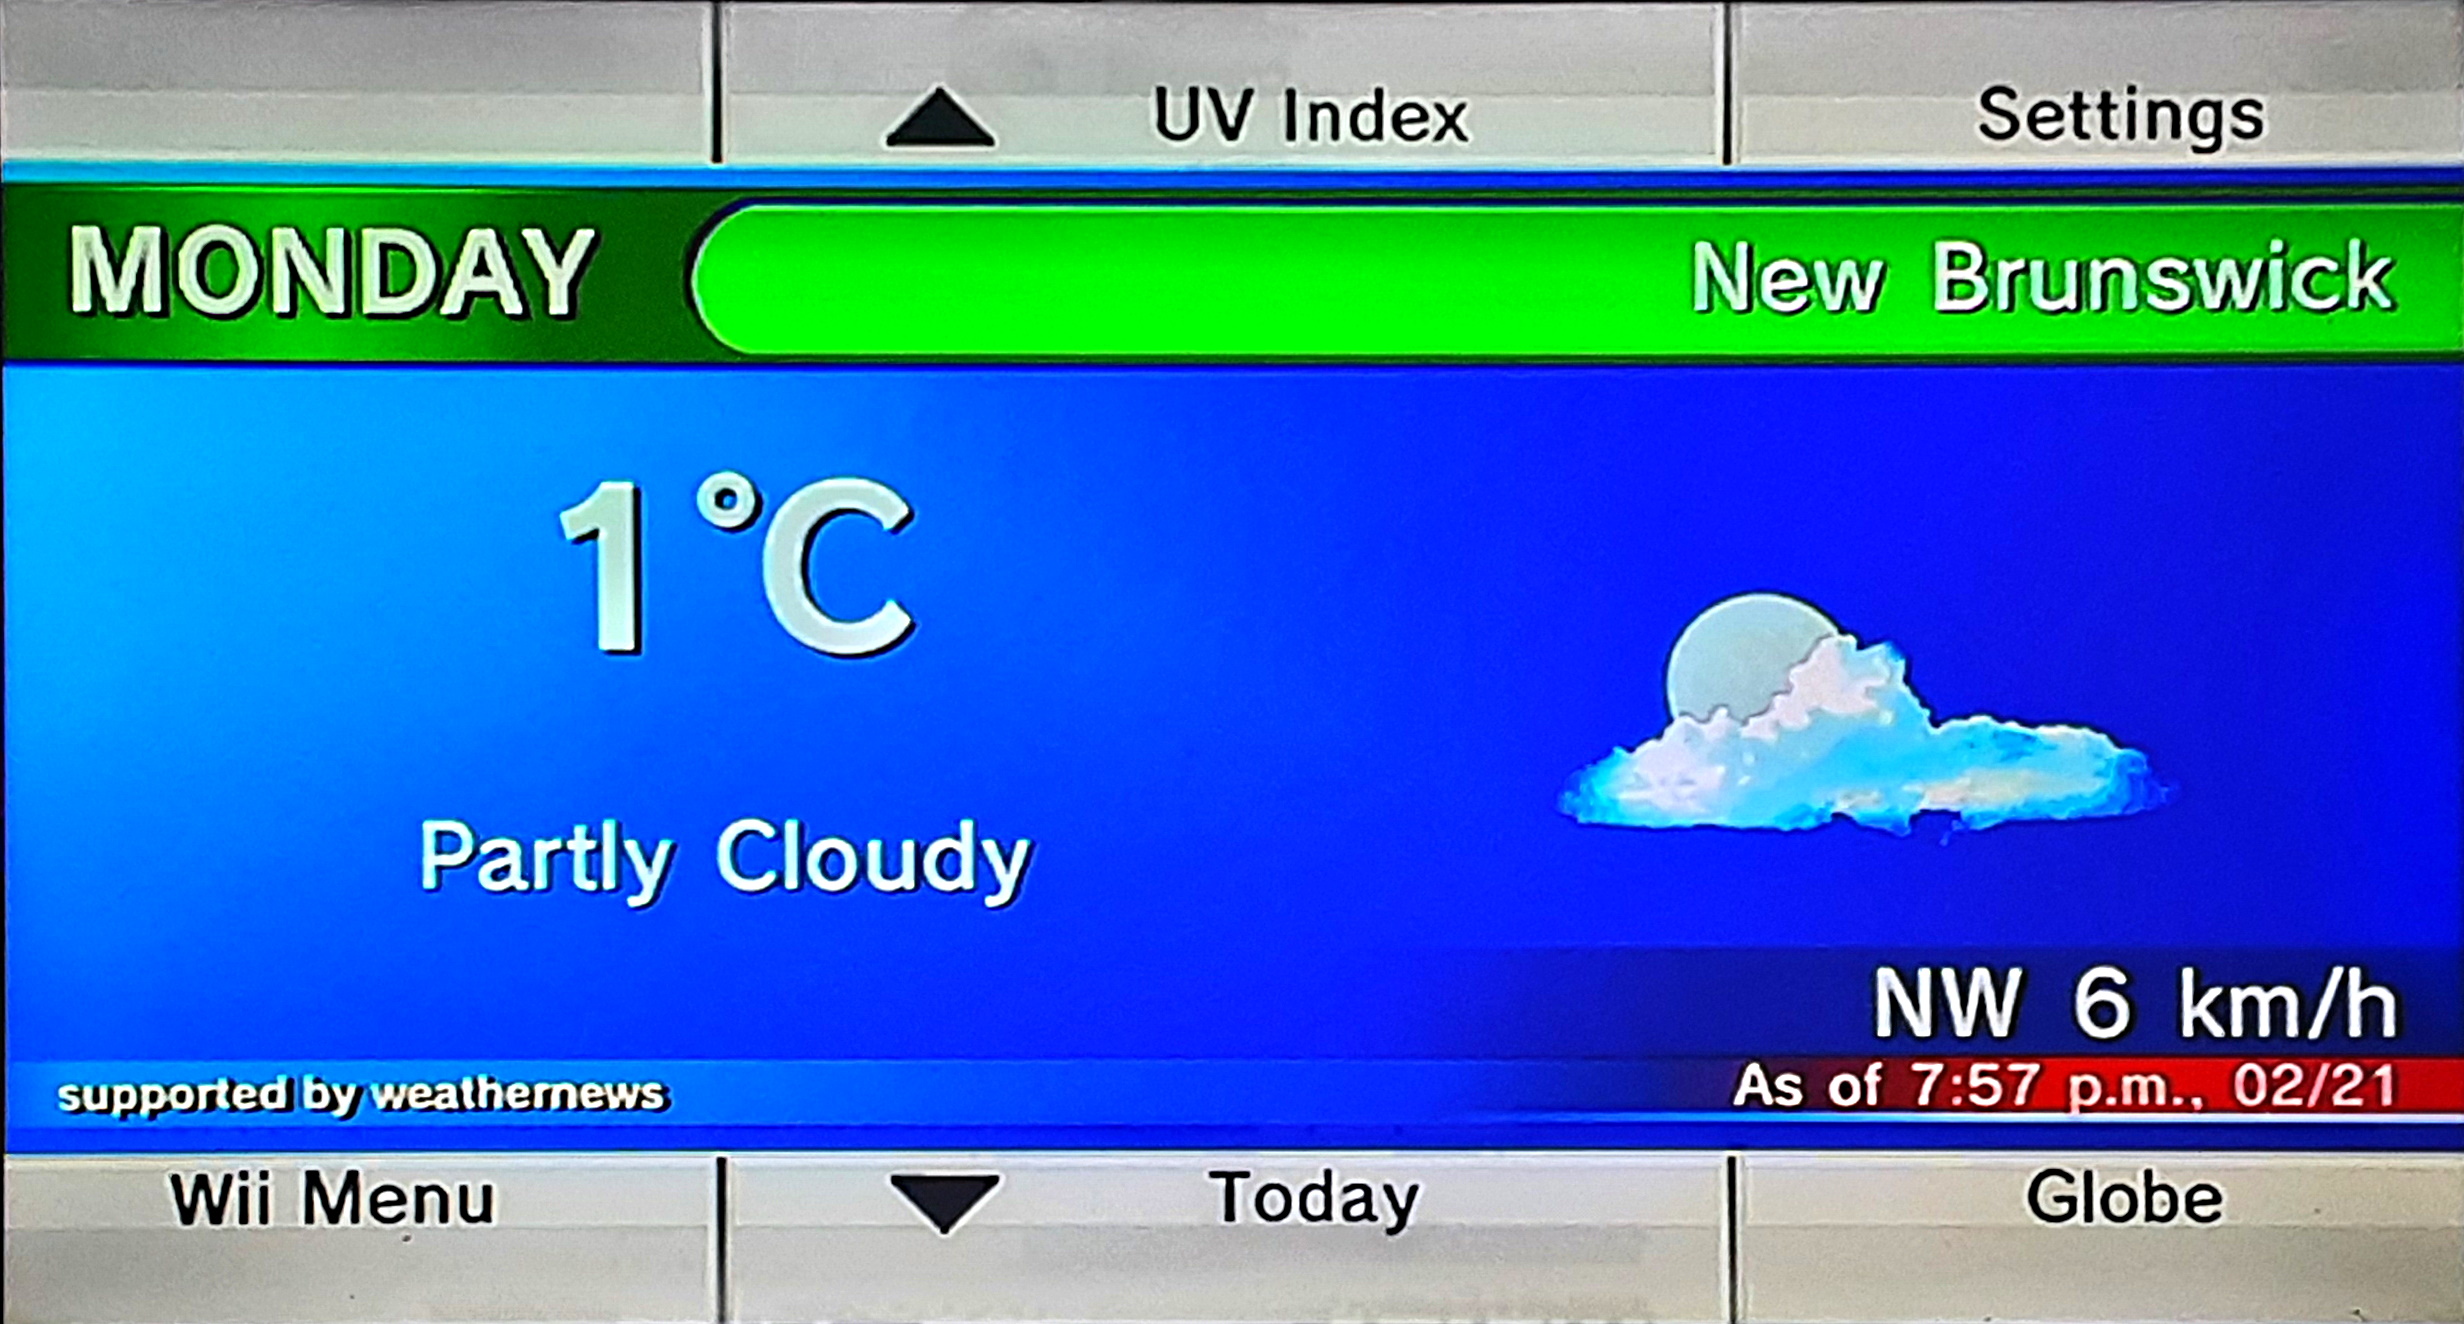 UV Index
Settings
MONDAY
New Brunswick
1°C
Partly Cloudy
NW 6 km/h
As of 7:57 p.m., 02/21
supported by weathernews
Wii Menu
Today
Globe